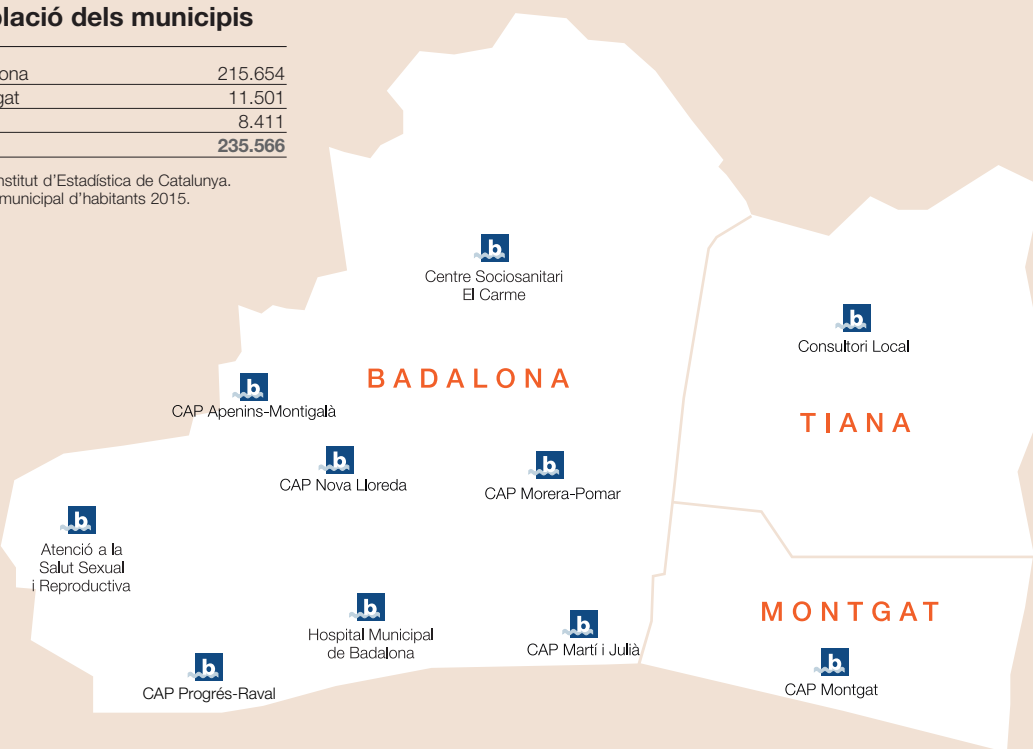 lació dels municipis
ona 215.654
gat 11.501
8.411
235.566
nstitut d'Estadística de Catalunya.
municipal d'habitants 2015.
b
Centre Sociosanitari
El Carme
b
Consultori Local
BADALONA
b
CAP Apenins-Montigalà
TIANA
b
CAP Nova Lloreda
b
CAP Morera-Pomar
b
Atenció a la
Salut Sexual
i Reproductiva
b
Hospital Municipal
de Badalona
b
CAP Martí i Julià
MONTGAT
b
CAP Progrés-Raval
b
CAP Montgat